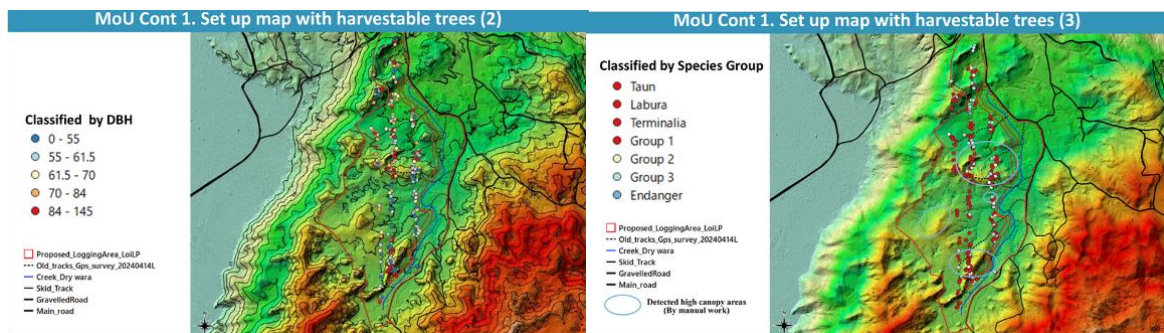 MoU Cont 1. Set up map with harvestable trees (2)
Classified by DBH
0 - 55
55 - 61.5
61.5 - 70
70 - 84
84 - 145
Proposed_LoggingArea_LoiLP
Old_tracks_Gps_survey_20240414L
Creek_Dry wara
Skid_Track
GravelledRoad
Main_road
MoU Cont 1. Set up map with harvestable trees (3)
Classified by Species Group
Taun
Labura
Terminalia
Group 1
Group 2
Group 3
Endanger
Proposed_LoggingArea_LoiLP
Old_tracks_Gps_survey_20240414L
Creek_Dry wara
Skid_Track
GravelledRoad
Main_road
Detected high canopy areas
(By manual work)